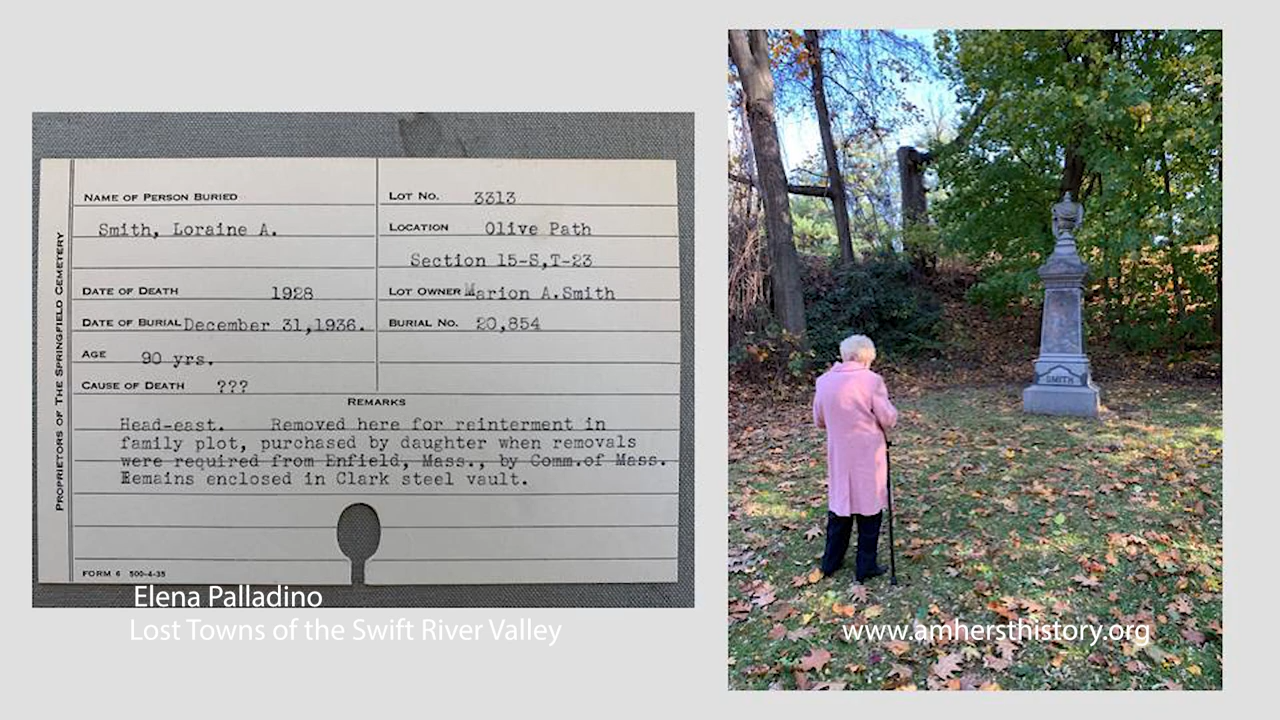 PROPRIETORS OF THE SPRINGFIELD CEMETERY
NAME OF PERSON BURIED
Smith, Loraine A.
DATE OF DEATH 1928
DATE OF BURIAL December 31,1936.
AGE 90 yrs.
CAUSE OF DEATH ???
LOT NO. 3313
LOCATION Olive Path
Section 15-S,T-23
LOT OWNER Marion A.Smith
BURIAL NO. 20,854
REMARKS
Head-east. Removed here for reinterment in
family plot, purchased by daughter when removals
were required from Enfield, Mass., by Comm.of Mass.
Remains enclosed in Clark steel vault.
FORM 6 500-4-35
Elena Palladino
Lost Towns of the Swift River Valley
SMITH
www.amhersthistory.org